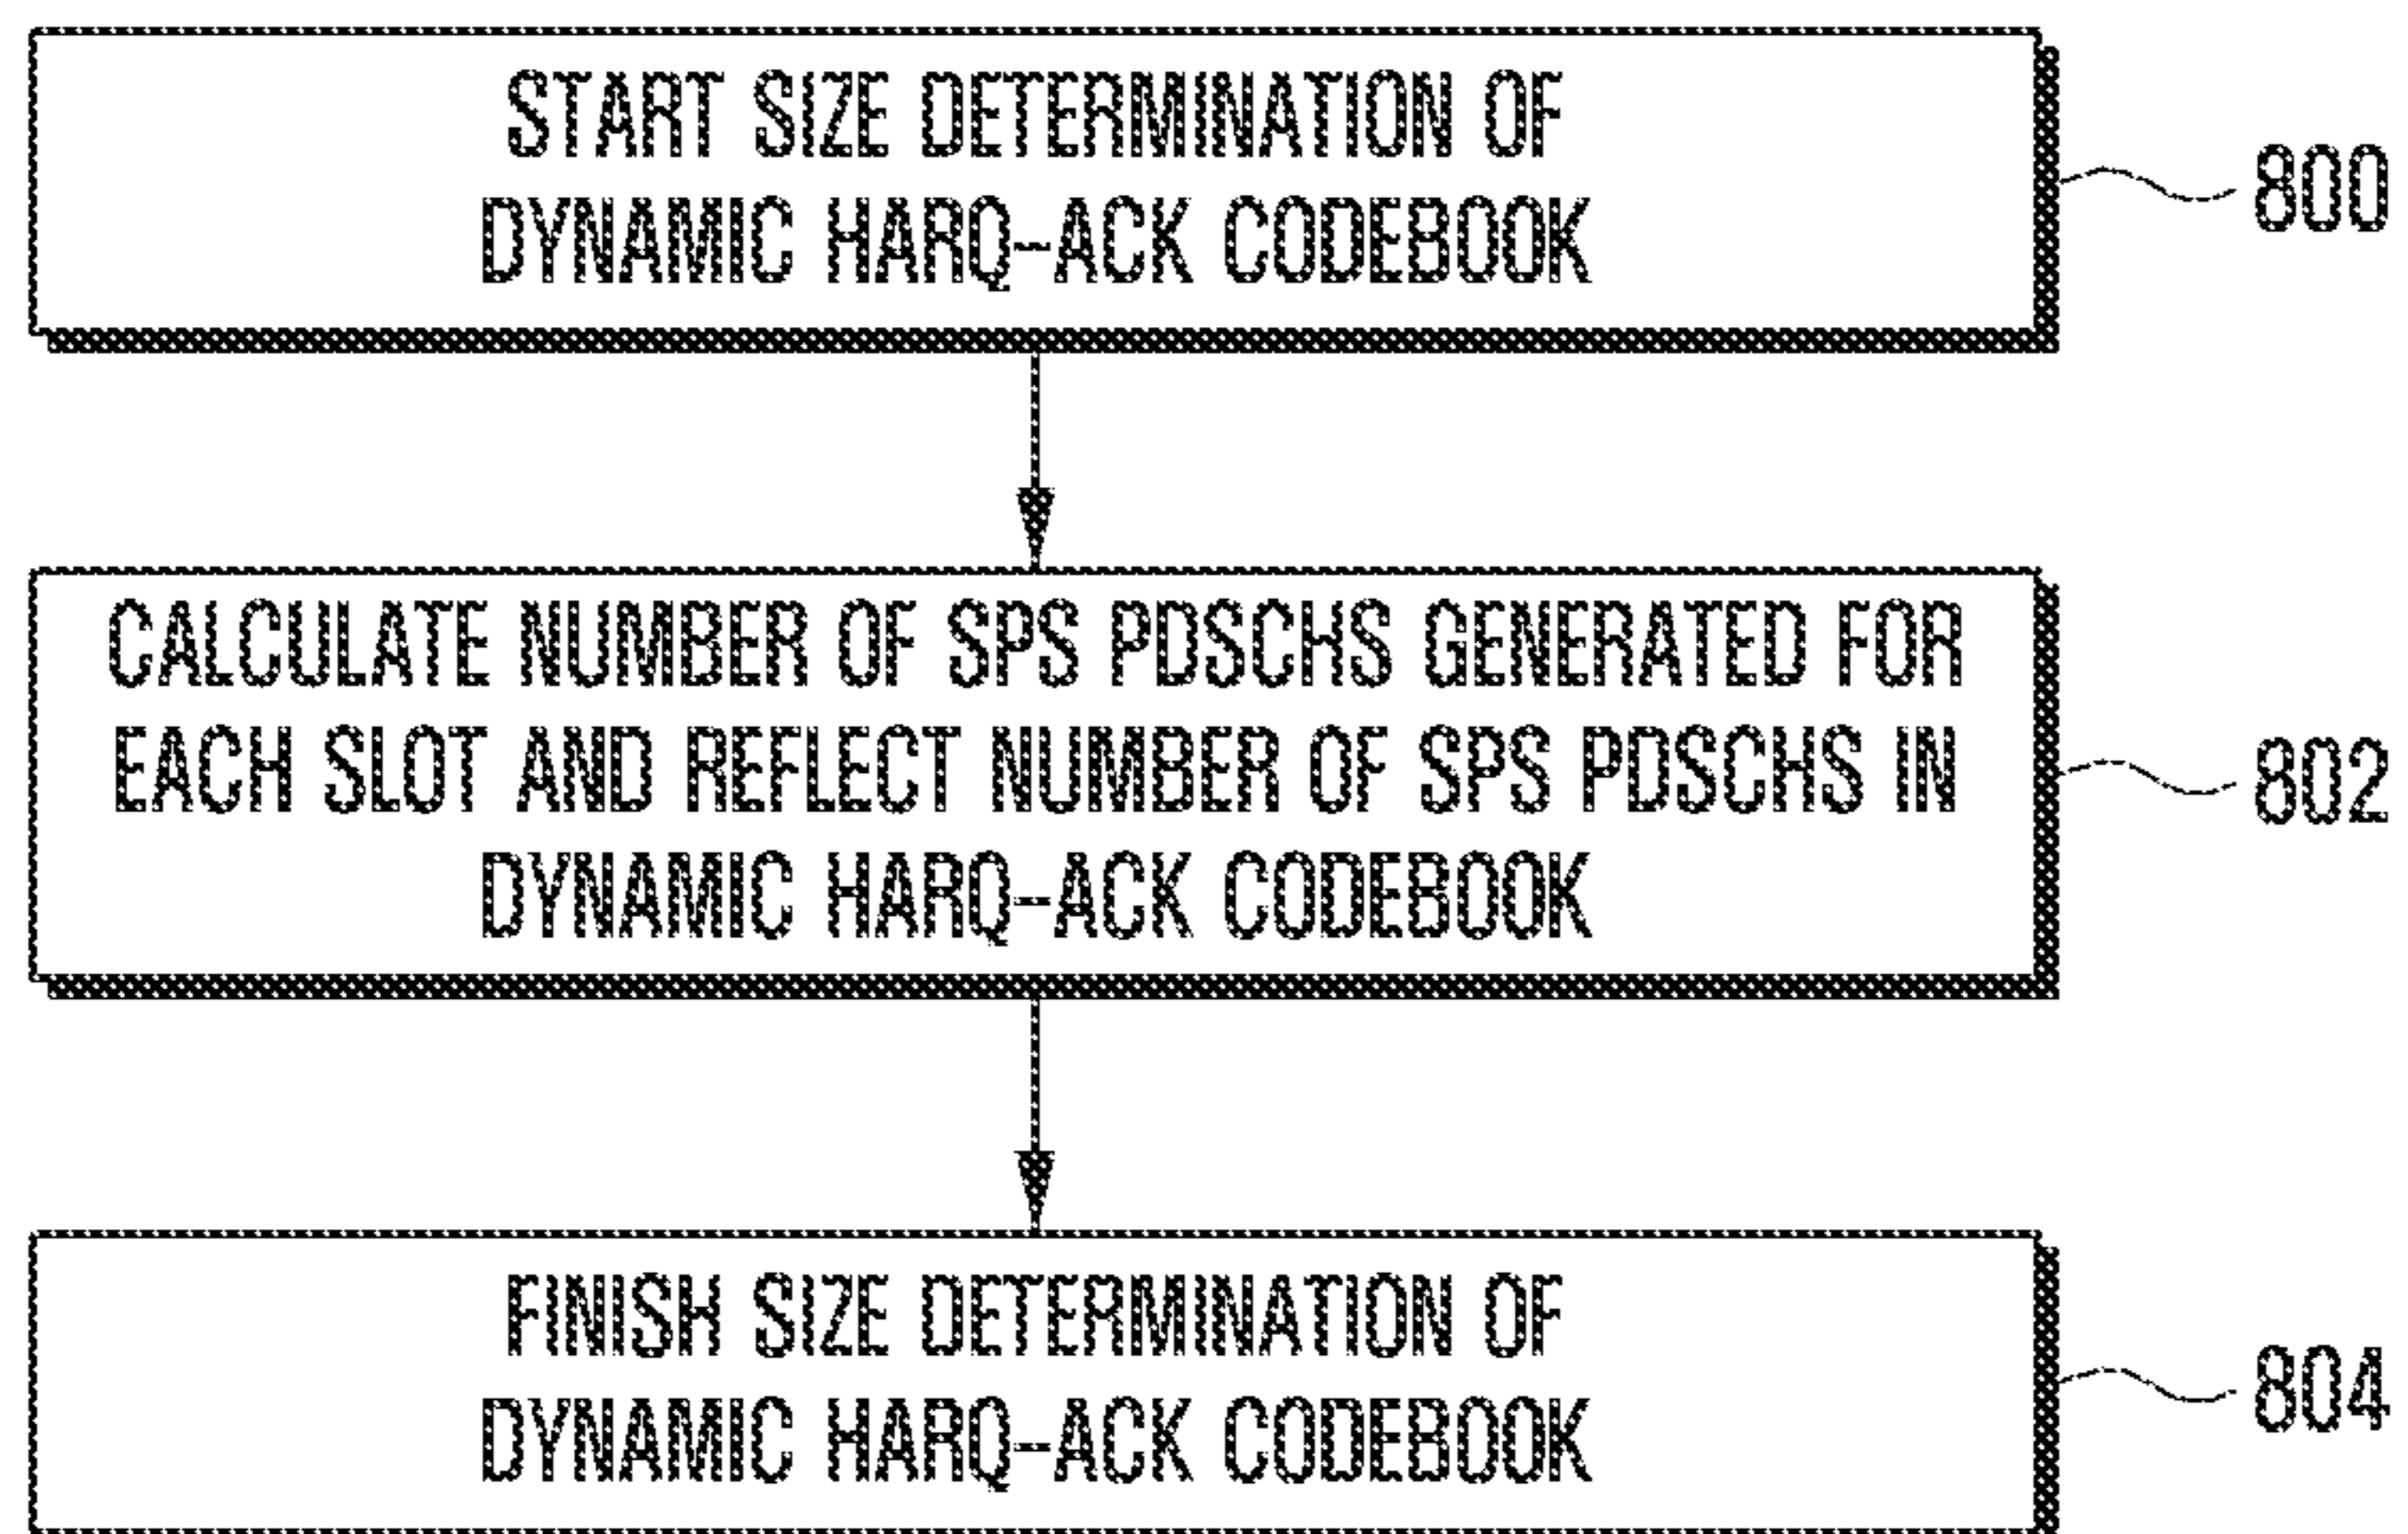 START SIZE DETERMINATION OF
DYNAMIC HARQ-ACK CODEBOOK
800
CALCULATE NUMBER OF SPS PDSCHS GENERATED FOR
EACH SLOT AND REFLECT NUMBER OF SPS PDSCHS IN
DYNAMIC HARQ-ACK CODEBOOK
802
FINISH SIZE DETERMINATION OF
DYNAMIC HARQ-ACK CODEBOOK
804